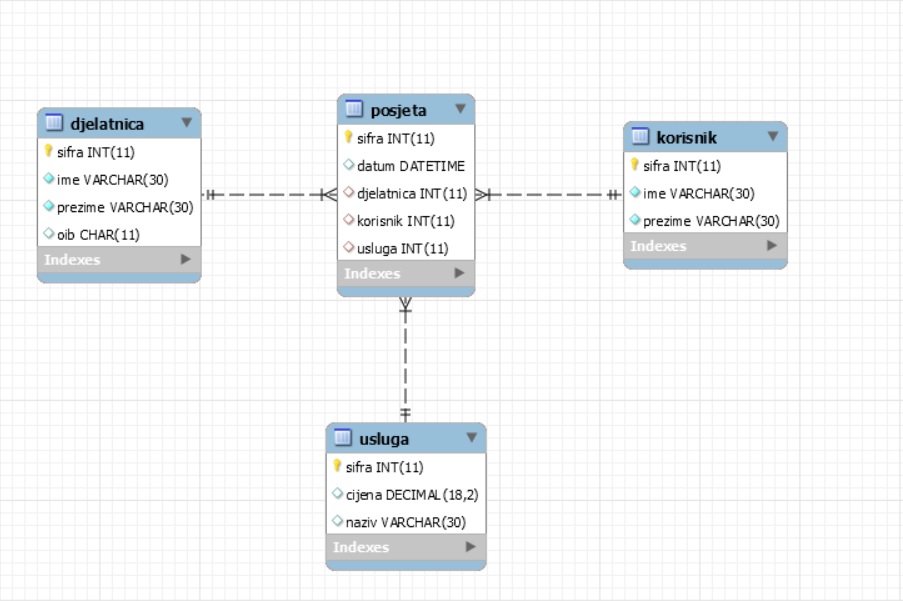 djelatnica
sifra INT(11)
ime VARCHAR(30)
prezime VARCHAR(30)
oib CHAR(11)
Indexes
posjeta
sifra INT(11)
datum DATETIME
djelatnica INT(11)
korisnik INT(11)
usluga INT(11)
Indexes
korisnik
sifra INT(11)
ime VARCHAR(30)
prezime VARCHAR(30)
Indexes
usluga
sifra INT(11)
cijena DECIMAL(18,2)
naziv VARCHAR(30)
Indexes